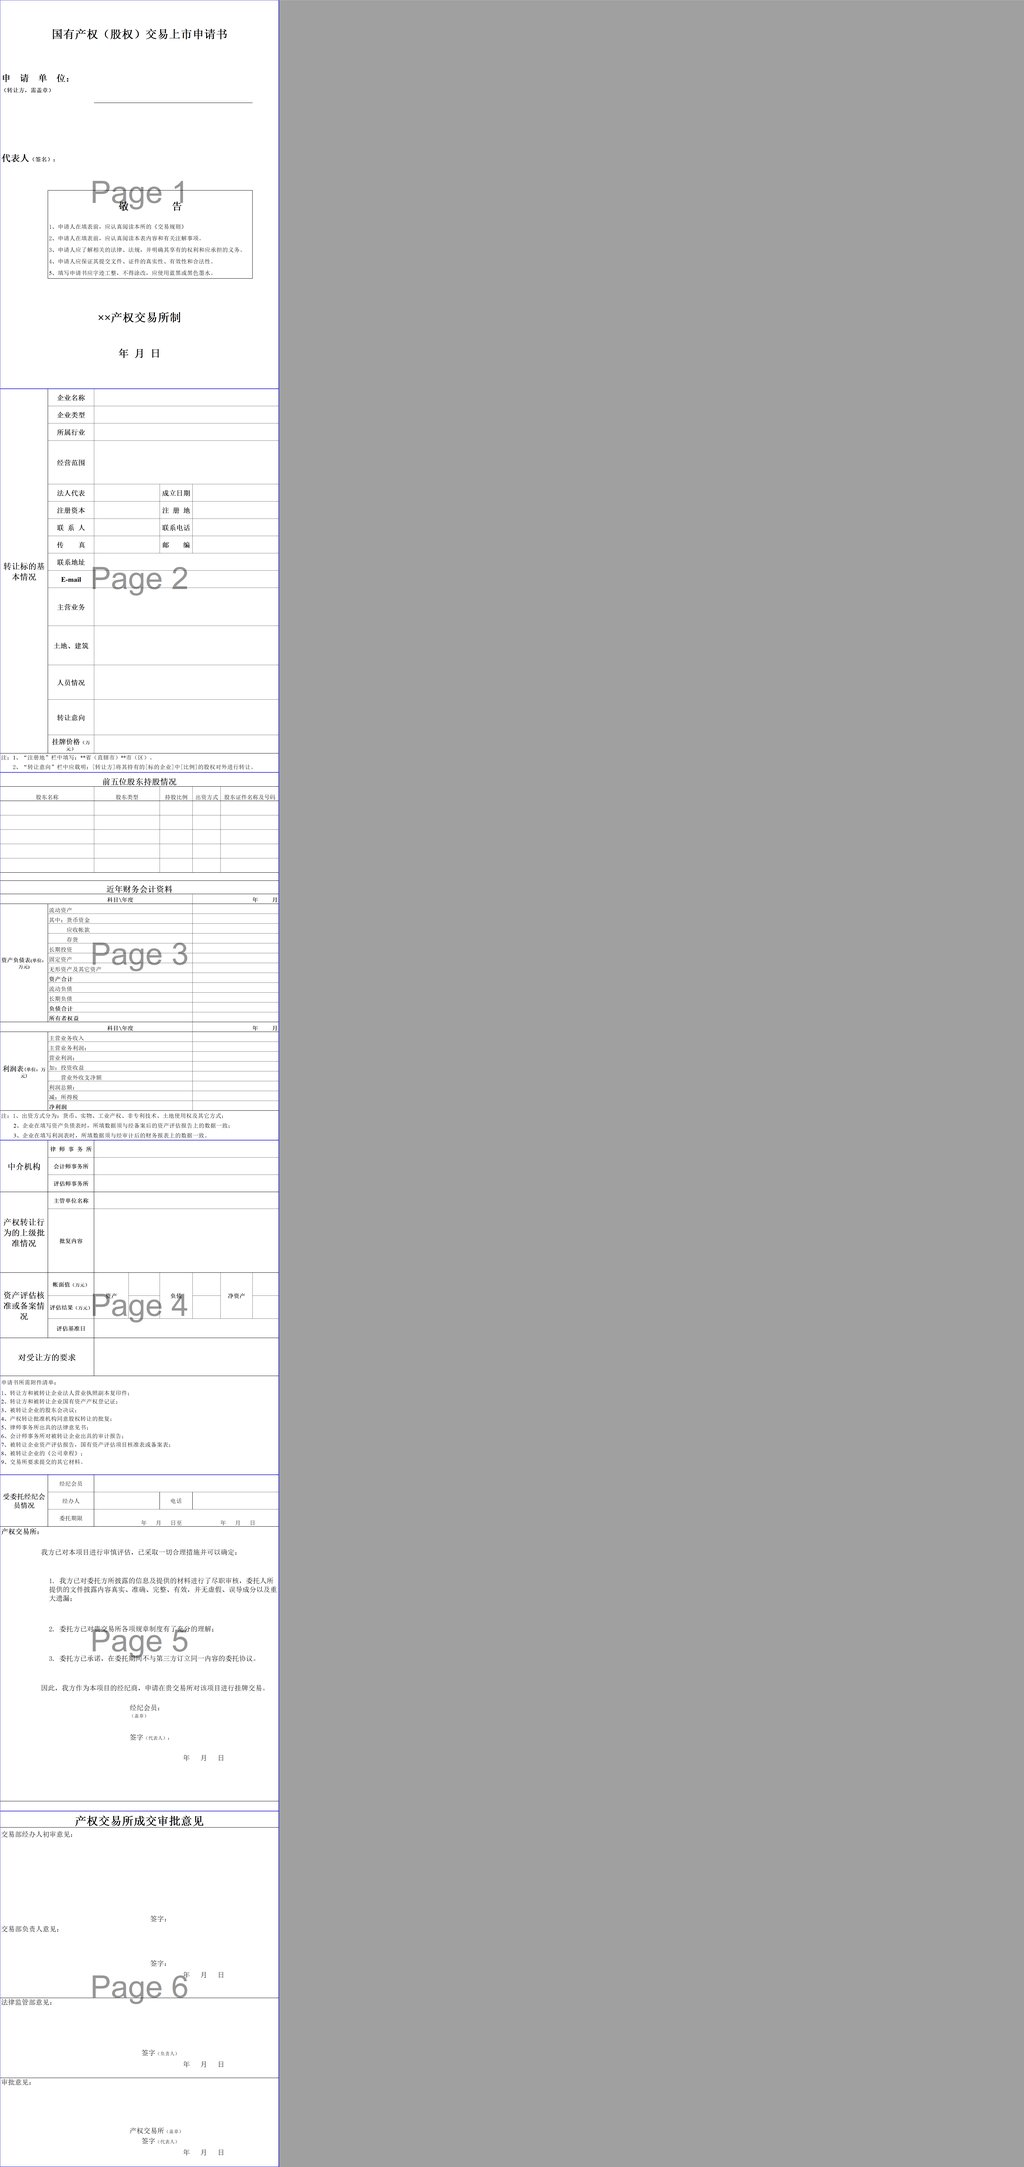 国有产权（股权）交易上市申请书
申 请 单 位：
（转让方、需盖章）
代表人（签名）：
Page 1
敬 告
1、申请人在填表前，应认真阅读本所的《交易规则》
2、申请人在填表前，应认真阅读本表内容和有关注解事项。
3、申请人应了解相关的法律、法规，并明确其享有的权利和应承担的义务。
4、申请人应保证其提交文件、证件的真实性、有效性和合法性。
5、填写申请书应字迹工整、不得涂改，应使用蓝黑或黑色墨水。
××产权交易所制
年 月 日
转让标的基本情况
企业名称
企业类型
所属行业
经营范围
法人代表 成立日期
注册资本 注 册 地
联 系 人 联系电话
传 真 邮 编
联系地址
E-mail
Page 2
主营业务
土地、建筑
人员情况
转让意向
挂牌价格（万元）
注：1、“注册地”栏中填写：**省（直辖市）**市（区）。
2、“转让意向”栏中应载明：[转让方]将其持有的[标的企业]中[比例]的股权对外进行转让。
前五位股东持股情况
股东名称 股东类型 持股比例 出资方式 股东证件名称及号码
近年财务会计资料
科目\年度 年 月
资产负债表(单位：万元)
流动资产
其中：货币资金
应收帐款
存货
长期投资
Page 3
固定资产
无形资产及其它资产
资产合计
流动负债
长期负债
负债合计
所有者权益
科目\年度 年 月
利润表(单位：万元)
主营业务收入
主营业务利润：
营业利润：
加：投资收益
营业外收支净额
利润总额：
减：所得税
净利润
注：1、出资方式分为：货币、实物、工业产权、非专利技术、土地使用权及其它方式；
2、企业在填写资产负债表时，所填数据须与经备案后的资产评估报告上的数据一致；
3、企业在填写利润表时，所填数据须与经审计后的财务报表上的数据一致。
中介机构
律 师 事 务 所
会计师事务所
评估师事务所
产权转让行为的上级批准情况
主管单位名称
批复内容
资产评估核准或备案情况
帐面值（万元）
资产 负债 净资产
Page 4
评估结果（万元）
评估基准日
对受让方的要求
申请书所需附件清单：
1、转让方和被转让企业法人营业执照副本复印件；
2、转让方和被转让企业国有资产产权登记证；
3、被转让企业的股东会决议；
4、产权转让批准机构同意股权转让的批复；
5、律师事务所出具的法律意见书；
6、会计师事务所对被转让企业出具的审计报告；
7、被转让企业资产评估报告、国有资产评估项目核准表或备案表；
8、被转让企业的《公司章程》；
9、交易所要求提交的其它材料。
受委托经纪会员情况
经纪会员
经办人 电话
委托期限 年 月 日至 年 月 日
产权交易所：
我方已对本项目进行审慎评估，已采取一切合理措施并可以确定：
1. 我方已对委托方所披露的信息及提供的材料进行了尽职审核，委托人所
提供的文件披露内容真实、准确、完整、有效，并无虚假、误导成分以及重
大遗漏；
2. 委托方已对贵交易所各项规章制度有了充分的理解；
Page 5
3. 委托方已承诺，在委托期间不与第三方订立同一内容的委托协议。
因此，我方作为本项目的经纪商，申请在贵交易所对该项目进行挂牌交易。
经纪会员：
（盖章）
签字（代表人）：
年 月 日
产权交易所成交审批意见
交易部经办人初审意见：
签字：
交易部负责人意见：
签字：
年 月 日
Page 6
法律监管部意见：
签字（负责人）
年 月 日
审批意见：
产权交易所（盖章）
签字（代表人）
年 月 日